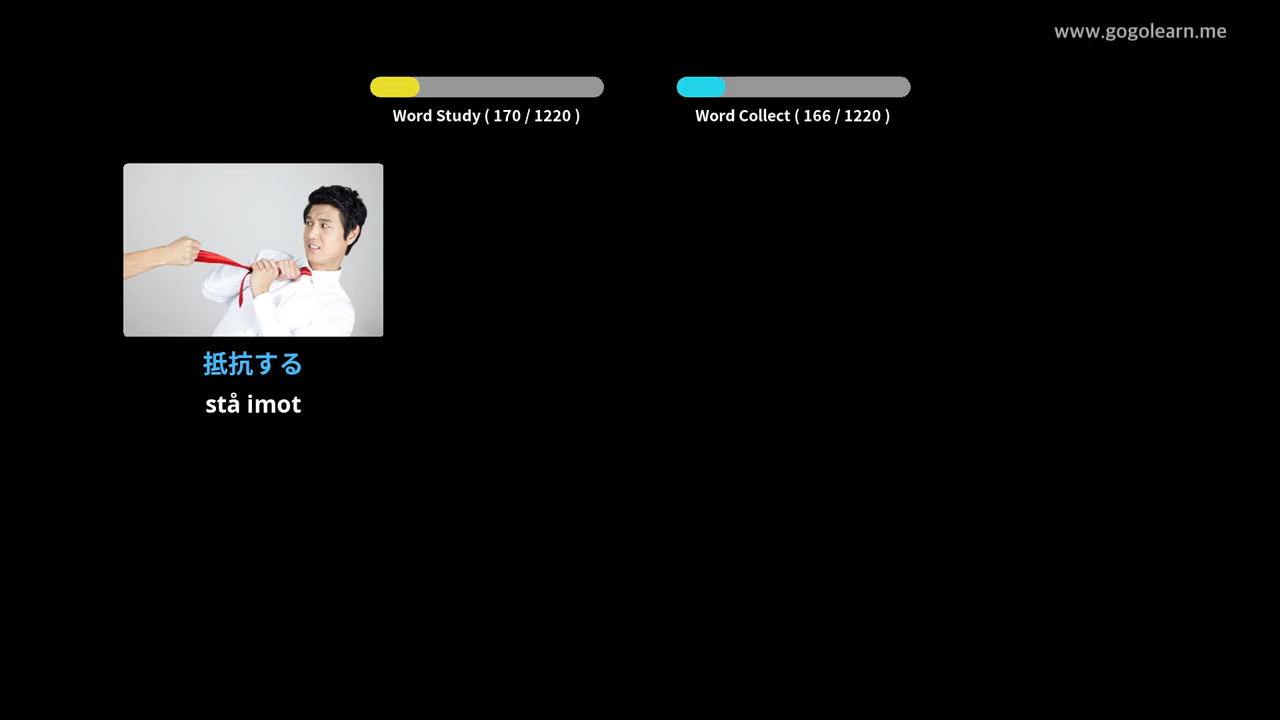 www.gogolearn.me
Word Study ( 170 / 1220 )
Word Collect ( 166 / 1220 )
抵抗する
stå imot